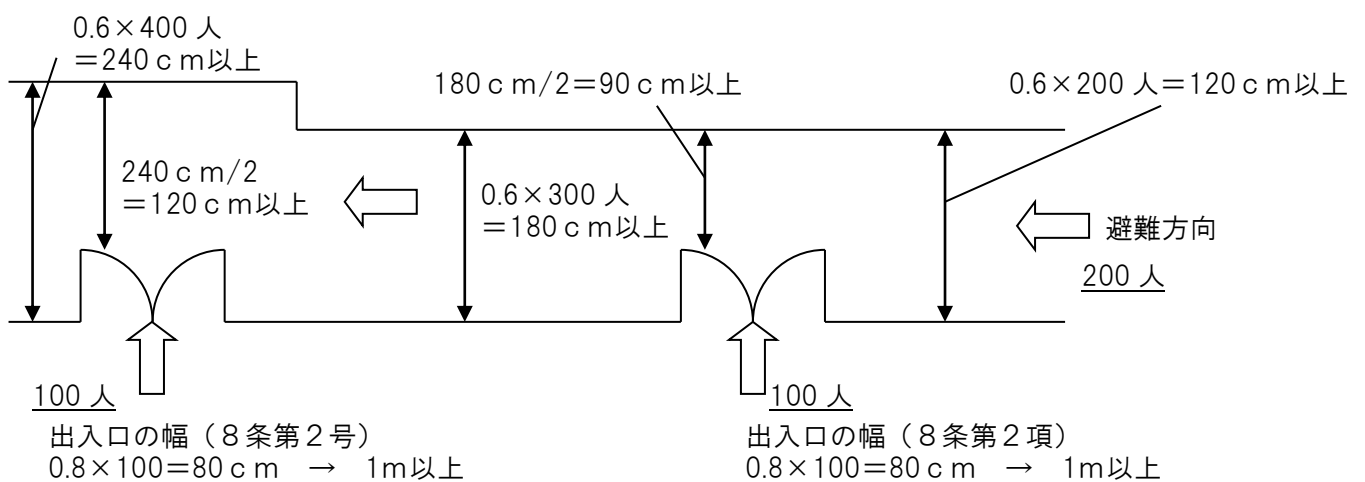 0.6×400 人
＝240ｃｍ以上
180ｃｍ/2＝90ｃｍ以上
0.6×200 人＝120ｃｍ以上
240ｃｍ/2
＝120ｃｍ以上
0.6×300 人
＝180ｃｍ以上
避難方向
200 人
100 人
出入口の幅（８条第２号）
0.8×100＝80ｃｍ　→　1ｍ以上
100 人
出入口の幅（８条第２項）
0.8×100＝80ｃｍ　→　1ｍ以上